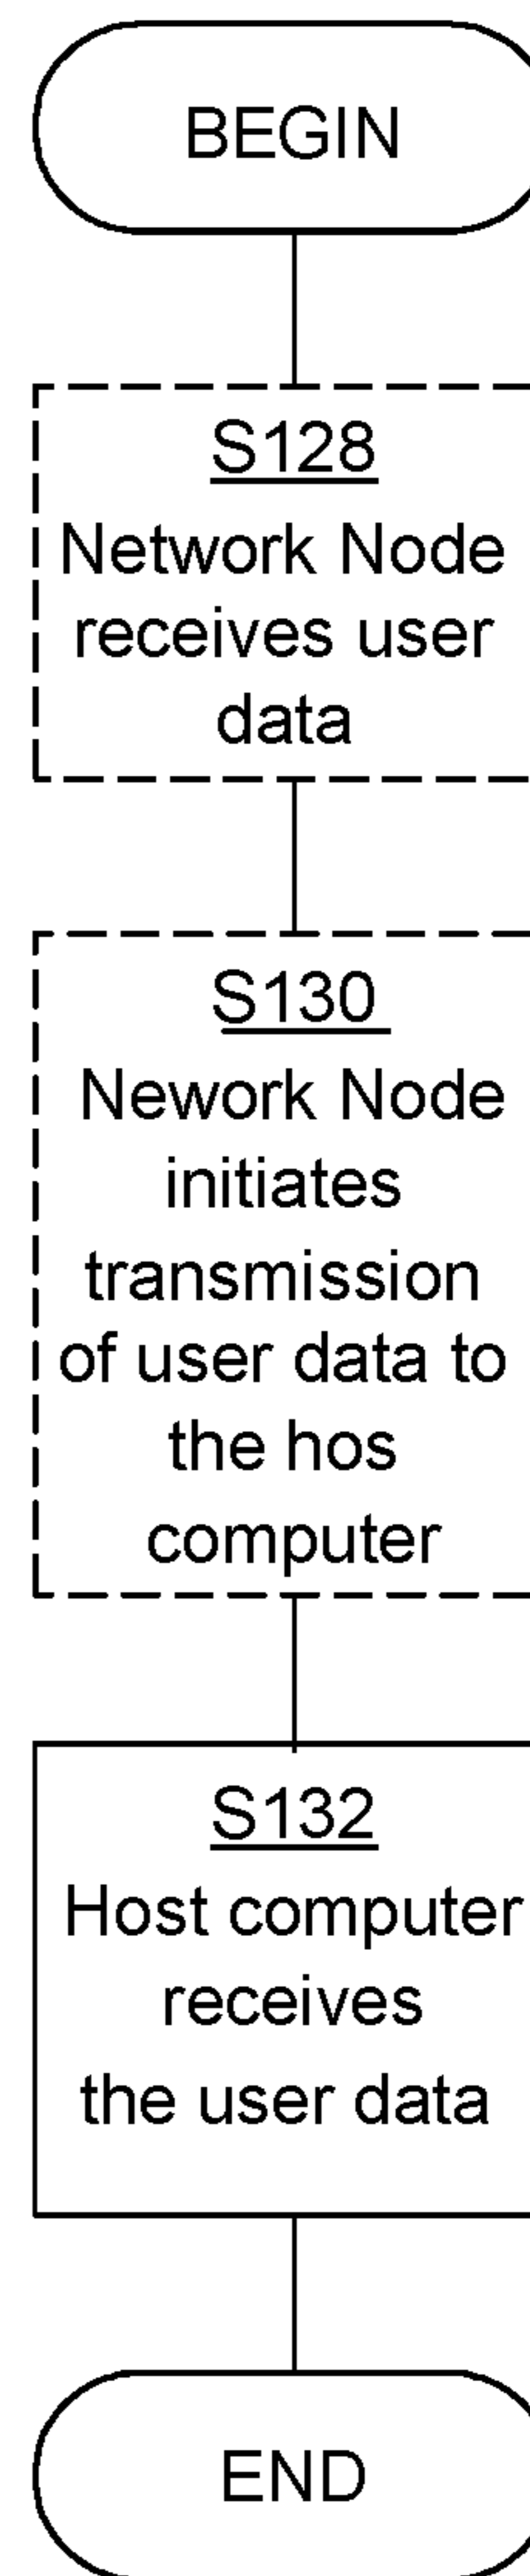 BEGIN
S128
Network Node
receives user
data
S130
Nework Node
initiates
transmission
of user data to
the hos
computer
S132
Host computer
receives
the user data
END